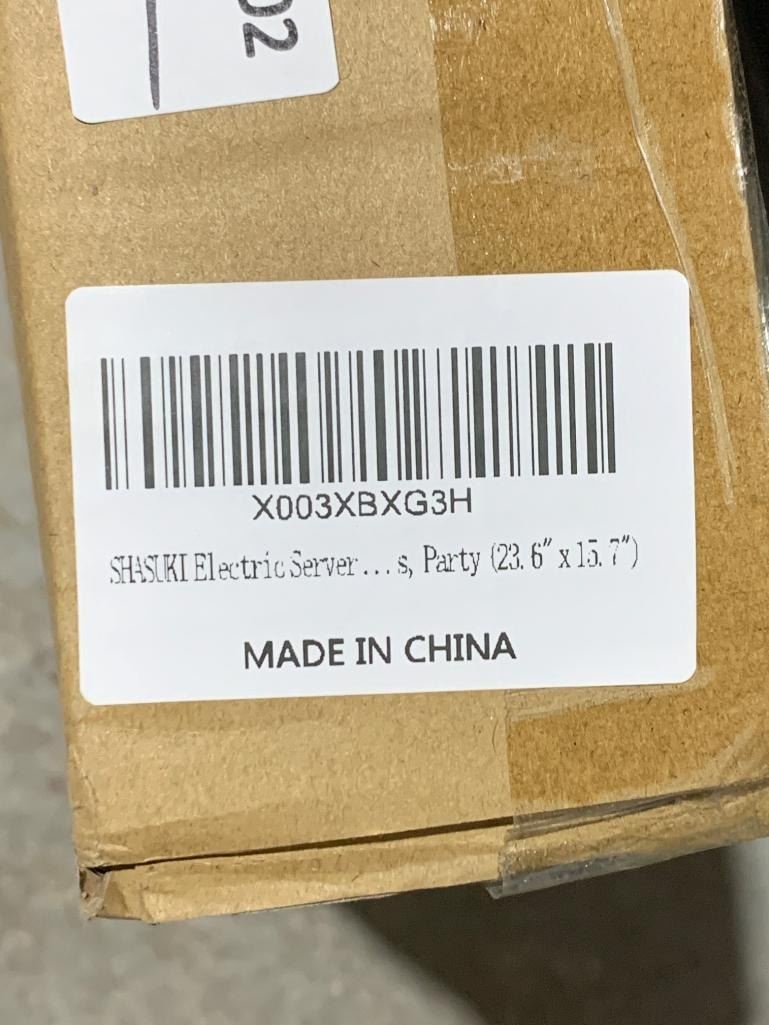 02
X003XBXG3H
SHASUKI Electric Server...s, Party (23.6" x 15.7")
MADE IN CHINA